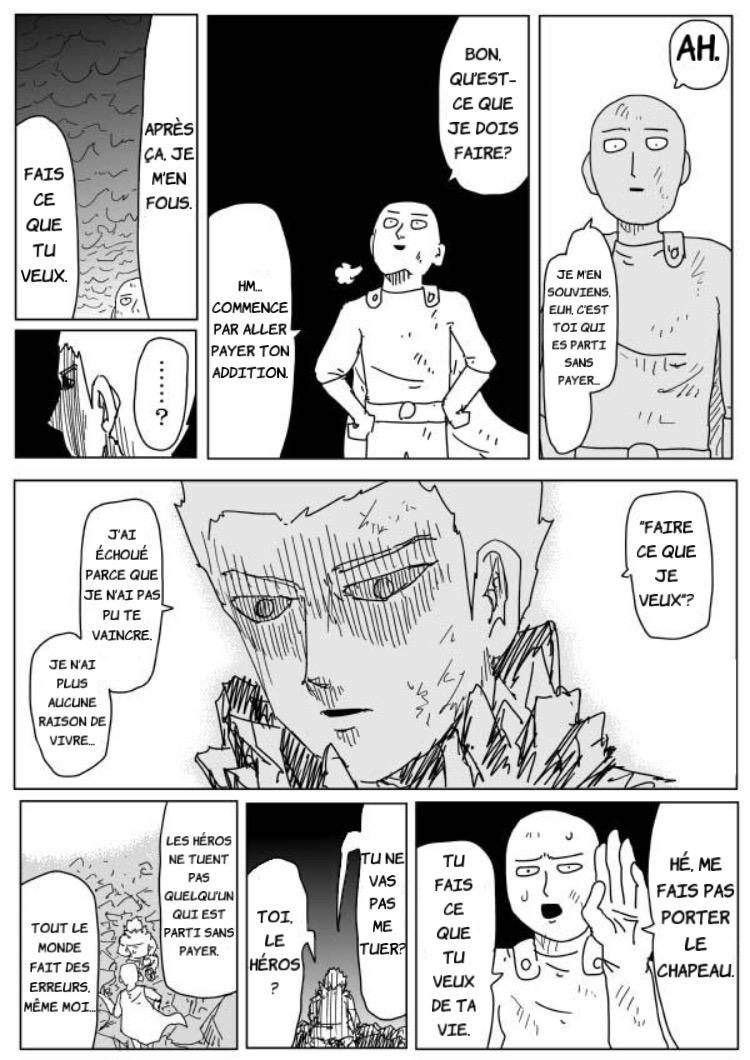 AH.
JE M'EN
SOUVIENS.
EUH, C'EST
TOI QUI
ES PARTI
SANS
PAYER...
BON,
QU'EST-
CE QUE
JE DOIS
FAIRE?
HM...
COMMENCE
PAR ALLER
PAYER TON
ADDITION.
APRÈS
ÇA, JE
M'EN
FOUS.
FAIS
CE
QUE
TU
VEUX.
......?
"FAIRE
CE QUE
JE
VEUX"?
J'AI
ÉCHOUÉ
PARCE QUE
JE N'AI PAS
PU TE
VAINCRE.
JE N'AI
PLUS
AUCUNE
RAISON DE
VIVRE...
HÉ, ME
FAIS PAS
PORTER
LE
CHAPEAU.
TU
FAIS
CE
QUE
TU
VEUX
DE TA
VIE.
TU NE
VAS
PAS
ME
TUER?
TOI,
LE
HÉROS
?
LES HÉROS
NE TUENT
PAS
QUELQU'UN
QUI EST
PARTI SANS
PAYER.
TOUT LE
MONDE
FAIT DES
ERREURS,
MÊME MOI...